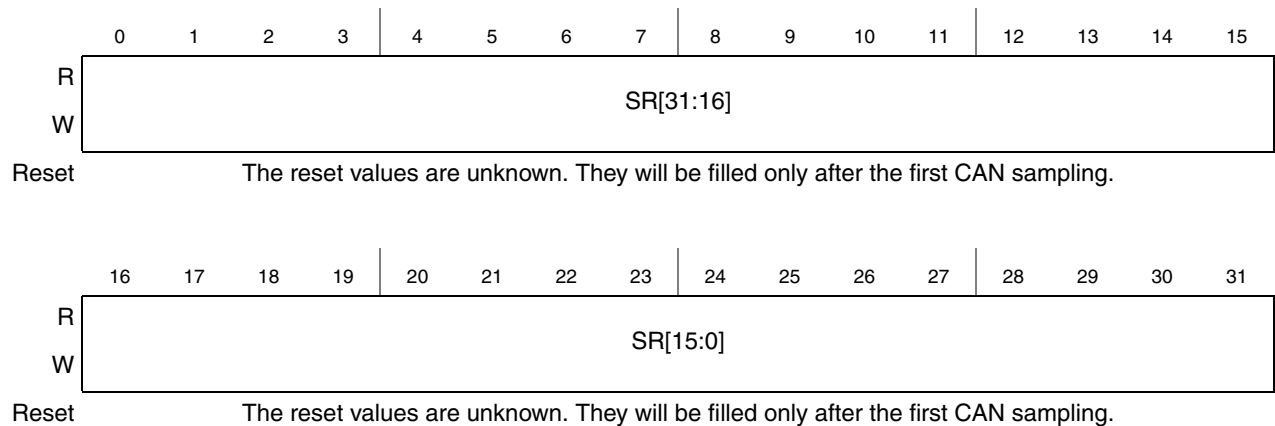 0 1 2 3 4 5 6 7 8 9 10 11 12 13 14 15
R
SR[31:16]
W
Reset The reset values are unknown. They will be filled only after the first CAN sampling.
16 17 18 19 20 21 22 23 24 25 26 27 28 29 30 31
R
SR[15:0]
W
Reset The reset values are unknown. They will be filled only after the first CAN sampling.